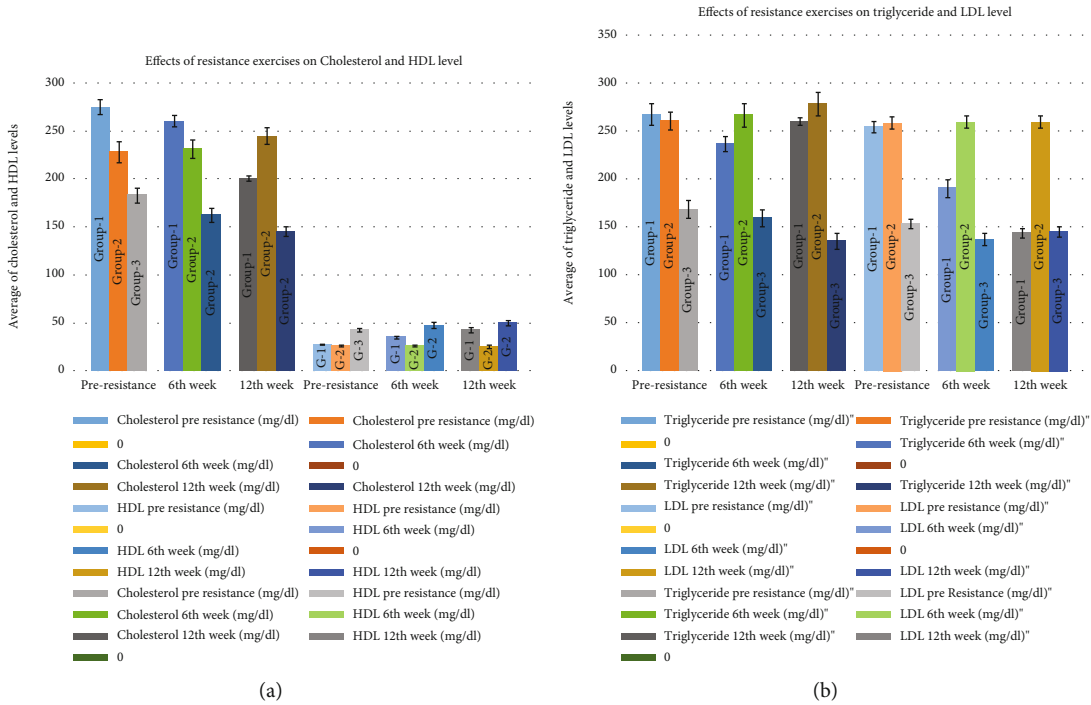 Effects of resistance exercises on Cholesterol and HDL level
Average of cholesterol and HDL levels
300
250
200
150
100
50
0
Group-1
Group-2
Group-3
Group-1
Group-2
Group-2
Group-1
Group-2
Group-2
G-1
G-2
G-3
G-1
G-2
G-2
G-1
G-2
G-2
Pre-resistance 6th week 12th week Pre-resistance 6th week 12th week
Cholesterol pre resistance (mg/dl) Cholesterol pre resistance (mg/dl)
0 Cholesterol 6th week (mg/dl)
Cholesterol 6th week (mg/dl) 0
Cholesterol 12th week (mg/dl) Cholesterol 12th week (mg/dl)
HDL pre resistance (mg/dl) HDL pre resistance (mg/dl)
0 HDL 6th week (mg/dl)
HDL 6th week (mg/dl) 0
HDL 12th week (mg/dl) HDL 12th week (mg/dl)
Cholesterol pre resistance (mg/dl) HDL pre resistance (mg/dl)
Cholesterol 6th week (mg/dl) HDL 6th week (mg/dl)
Cholesterol 12th week (mg/dl) HDL 12th week (mg/dl)
0
(a)
Effects of resistance exercises on triglyceride and LDL level
Average of triglyceride and LDL levels
350
300
250
200
150
100
50
0
Group-1
Group-2
Group-3
Group-1
Group-2
Group-3
Group-1
Group-2
Group-3
Group-1
Group-2
Group-3
Group-1
Group-2
Group-3
Group-1
Group-2
Group-3
Pre-resistance 6th week 12th week Pre-resistance 6th week 12th week
Triglyceride pre resistance (mg/dl)" Triglyceride pre resistance (mg/dl)"
0 Triglyceride 6th week (mg/dl)"
Triglyceride 6th week (mg/dl)" 0
Triglyceride 12th week (mg/dl)" Triglyceride 12th week (mg/dl)"
LDL pre resistance (mg/dl)" LDL pre resistance (mg/dl)"
0 LDL 6th week (mg/dl)"
LDL 6th week (mg/dl)" 0
LDL 12th week (mg/dl)" LDL 12th week (mg/dl)"
Triglyceride pre resistance (mg/dl)" LDL pre Resistance (mg/dl)"
Triglyceride 6th week (mg/dl)" LDL 6th week (mg/dl)"
Triglyceride 12th week (mg/dl)" LDL 12th week (mg/dl)"
0
(b)